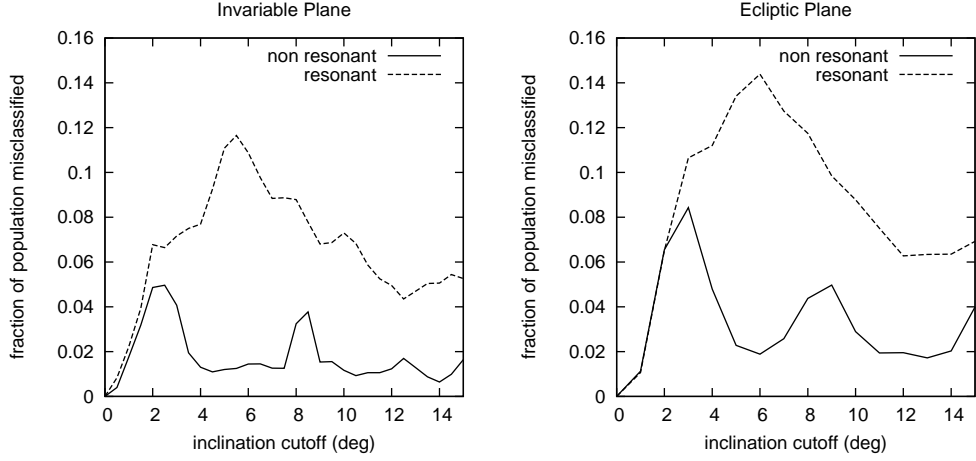 Invariable Plane
fraction of population misclassified
0.16
0.14
0.12
0.1
0.08
0.06
0.04
0.02
0
non resonant
resonant
0 2 4 6 8 10 12 14
inclination cutoff (deg)
Ecliptic Plane
fraction of population misclassified
0.16
0.14
0.12
0.1
0.08
0.06
0.04
0.02
0
non resonant
resonant
0 2 4 6 8 10 12 14
inclination cutoff (deg)